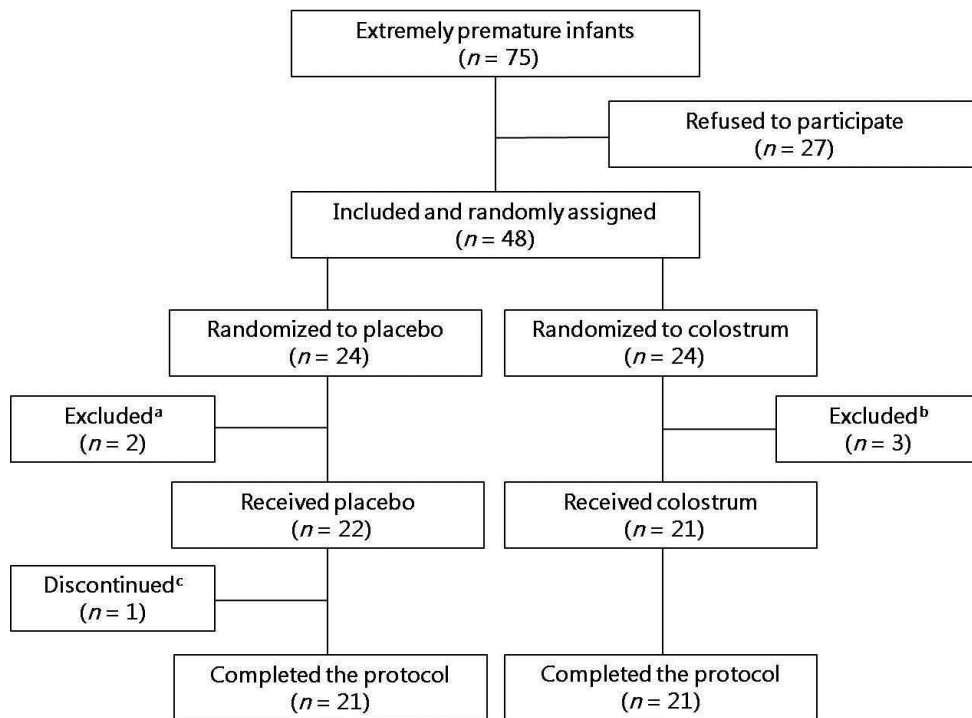 Extremely premature infants
(n = 75)
Refused to participate
(n = 27)
Included and randomly assigned
(n = 48)
Randomized to placebo
(n = 24)
Randomized to colostrum
(n = 24)
Excludedᵃ
(n = 2)
Excludedᵇ
(n = 3)
Received placebo
(n = 22)
Received colostrum
(n = 21)
Discontinuedᶜ
(n = 1)
Completed the protocol
(n = 21)
Completed the protocol
(n = 21)